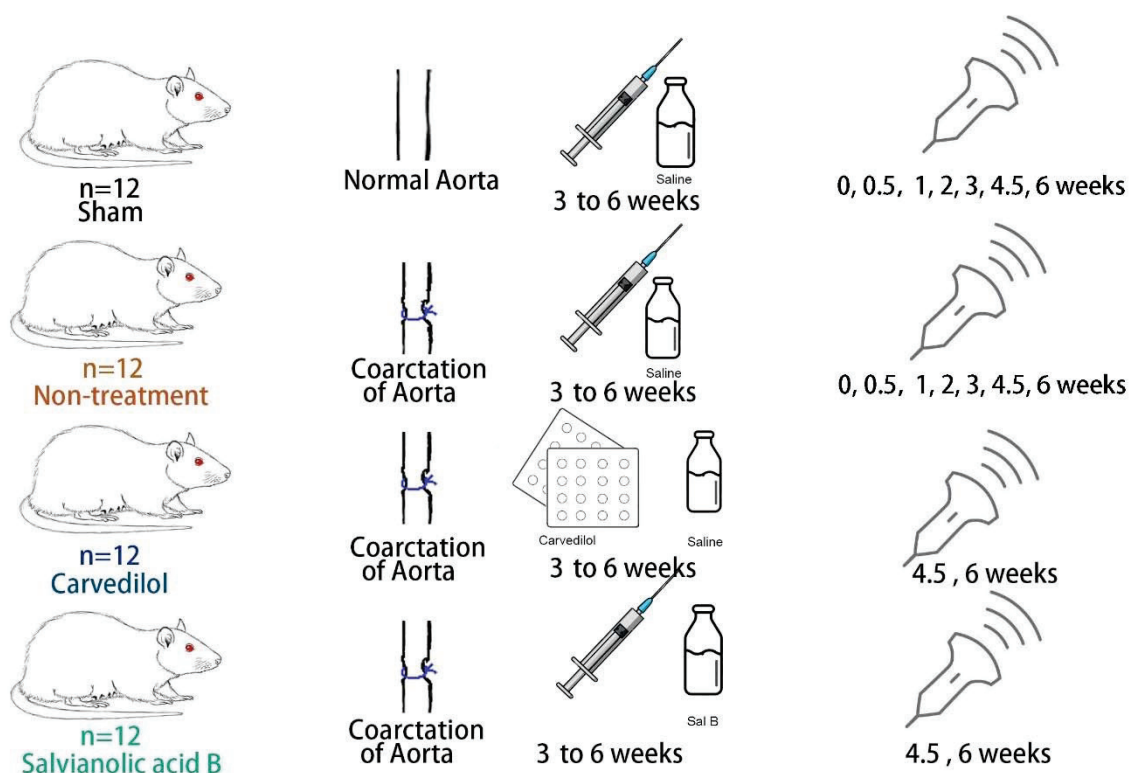 n=12
Sham
Normal Aorta
Saline
3 to 6 weeks
0, 0.5, 1, 2, 3, 4.5, 6 weeks
n=12
Non-treatment
Coarctation
of Aorta
Saline
3 to 6 weeks
0, 0.5, 1, 2, 3, 4.5, 6 weeks
n=12
Carvedilol
Coarctation
of Aorta
Carvedilol
Saline
3 to 6 weeks
4.5 , 6 weeks
n=12
Salvianolic acid B
Coarctation
of Aorta
Sal B
3 to 6 weeks
4.5 , 6 weeks